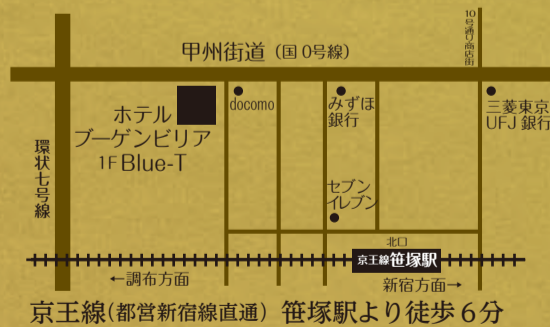 10号通り商店街
甲州街道（国0号線）
docomo
みずほ
銀行
三菱東京
UFJ銀行
ホテル
ブーゲンビリア
1F Blue-T
環状七号線
セブン
イレブン
北口
京王線笹塚駅
←調布方面
新宿方面→
京王線（都営新宿線直通）笹塚駅より徒歩6分